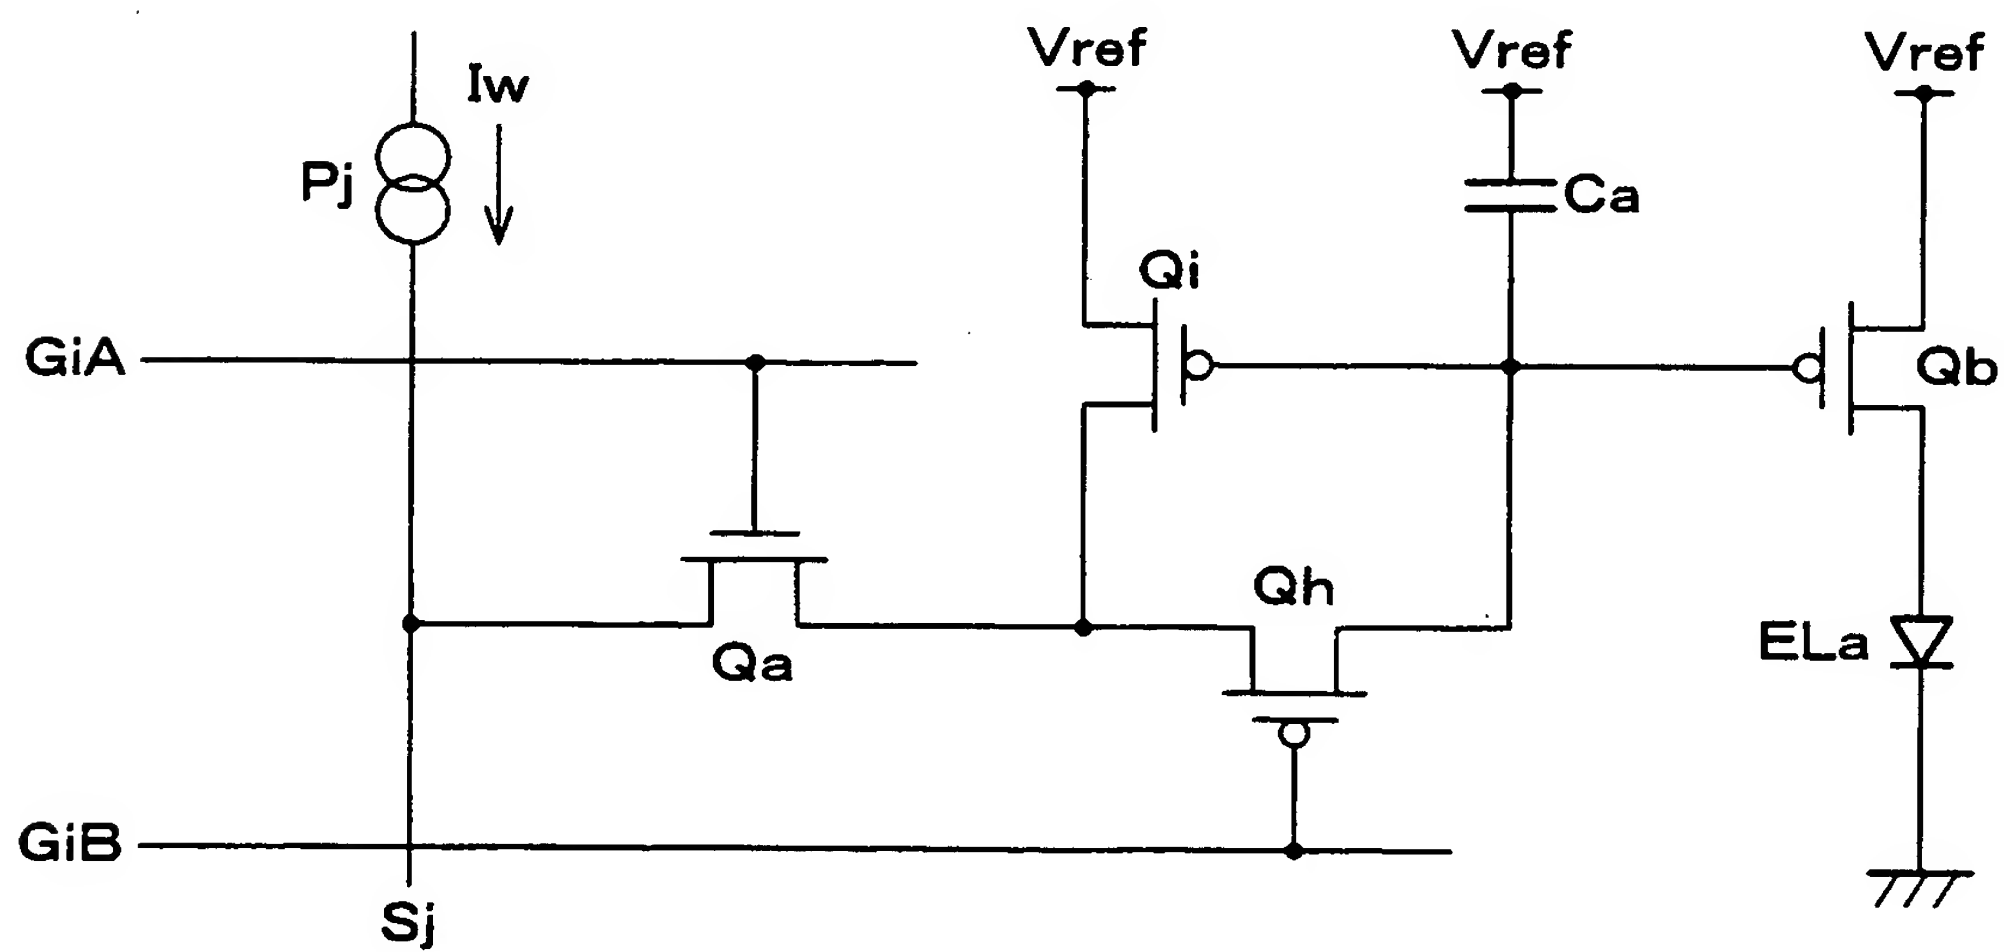 Vref
Vref
Vref
Iw
Pj
Ca
Qi
GiA
Qb
Qh
Qa
ELa
GiB
Sj